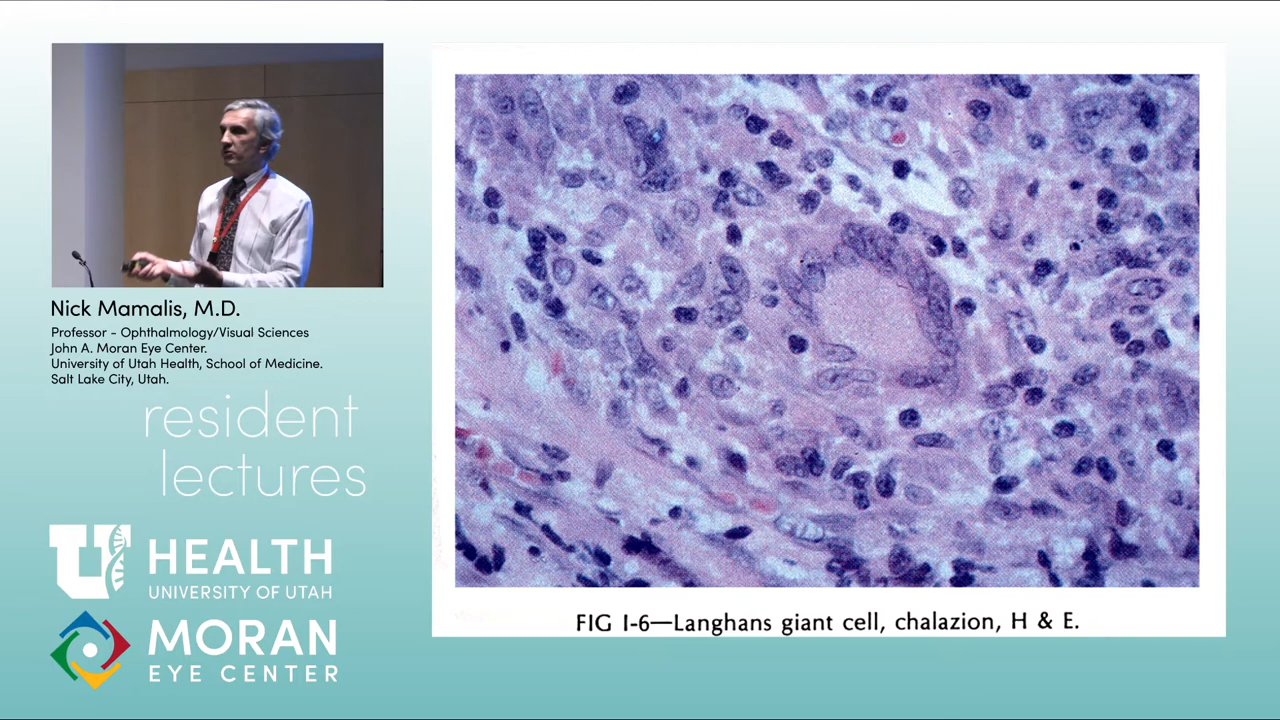 Nick Mamalis, M.D.
Professor - Ophthalmology/Visual Sciences
John A. Moran Eye Center.
University of Utah Health, School of Medicine.
Salt Lake City, Utah.
resident
lectures
U HEALTH
UNIVERSITY OF UTAH
MORAN
EYE CENTER
FIG I-6—Langhans giant cell, chalazion, H & E.